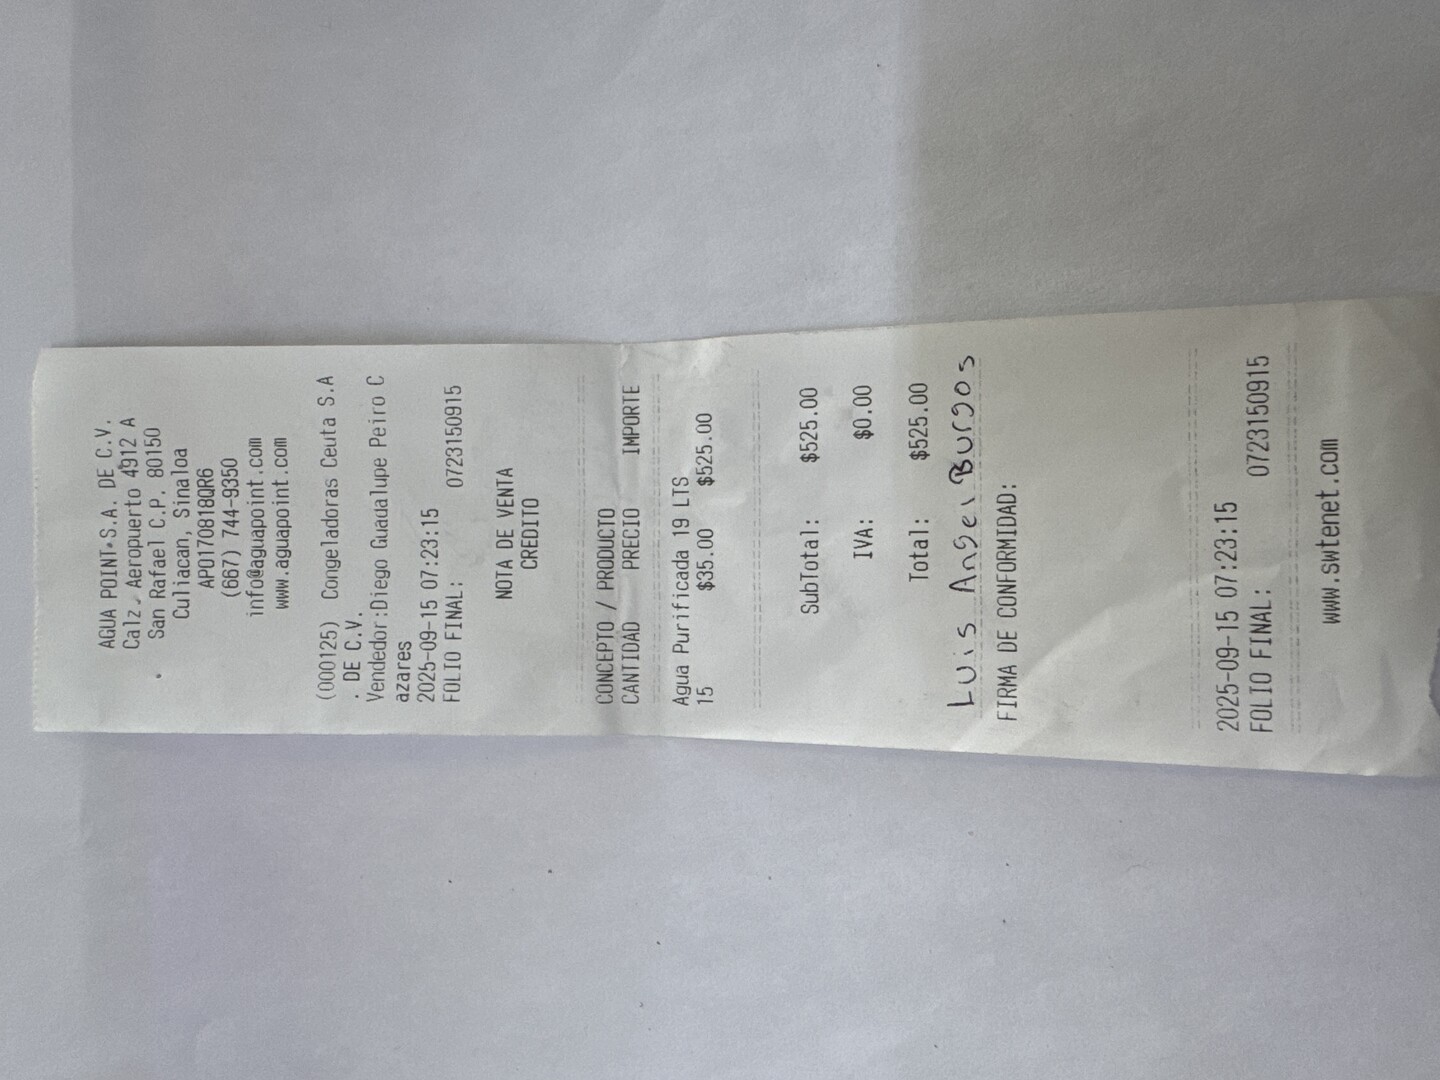 AGUA POINT S.A. DE C.V.
Calz. Aeropuerto 4912 A
San Rafael C.P. 80150
Culiacan, Sinaloa
APO170818QR6
(667) 744-9350
info@aguapoint.com
www.aguapoint.com
(000125) Congeladoras Ceuta S.A
. DE C.V.
Vendedor:Diego Guadalupe Peiro C
azares
2025-09-15 07:23:15
FOLIO FINAL: 0723150915
NOTA DE VENTA
CREDITO
CONCEPTO / PRODUCTO
CANTIDAD PRECIO IMPORTE
Agua Purificada 19 LTS
15 $35.00 $525.00
SubTotal: $525.00
IVA: $0.00
Total: $525.00
Luis Angel Burgos
FIRMA DE CONFORMIDAD:
2025-09-15 07:23:15
FOLIO FINAL: 0723150915
www.swtenet.com